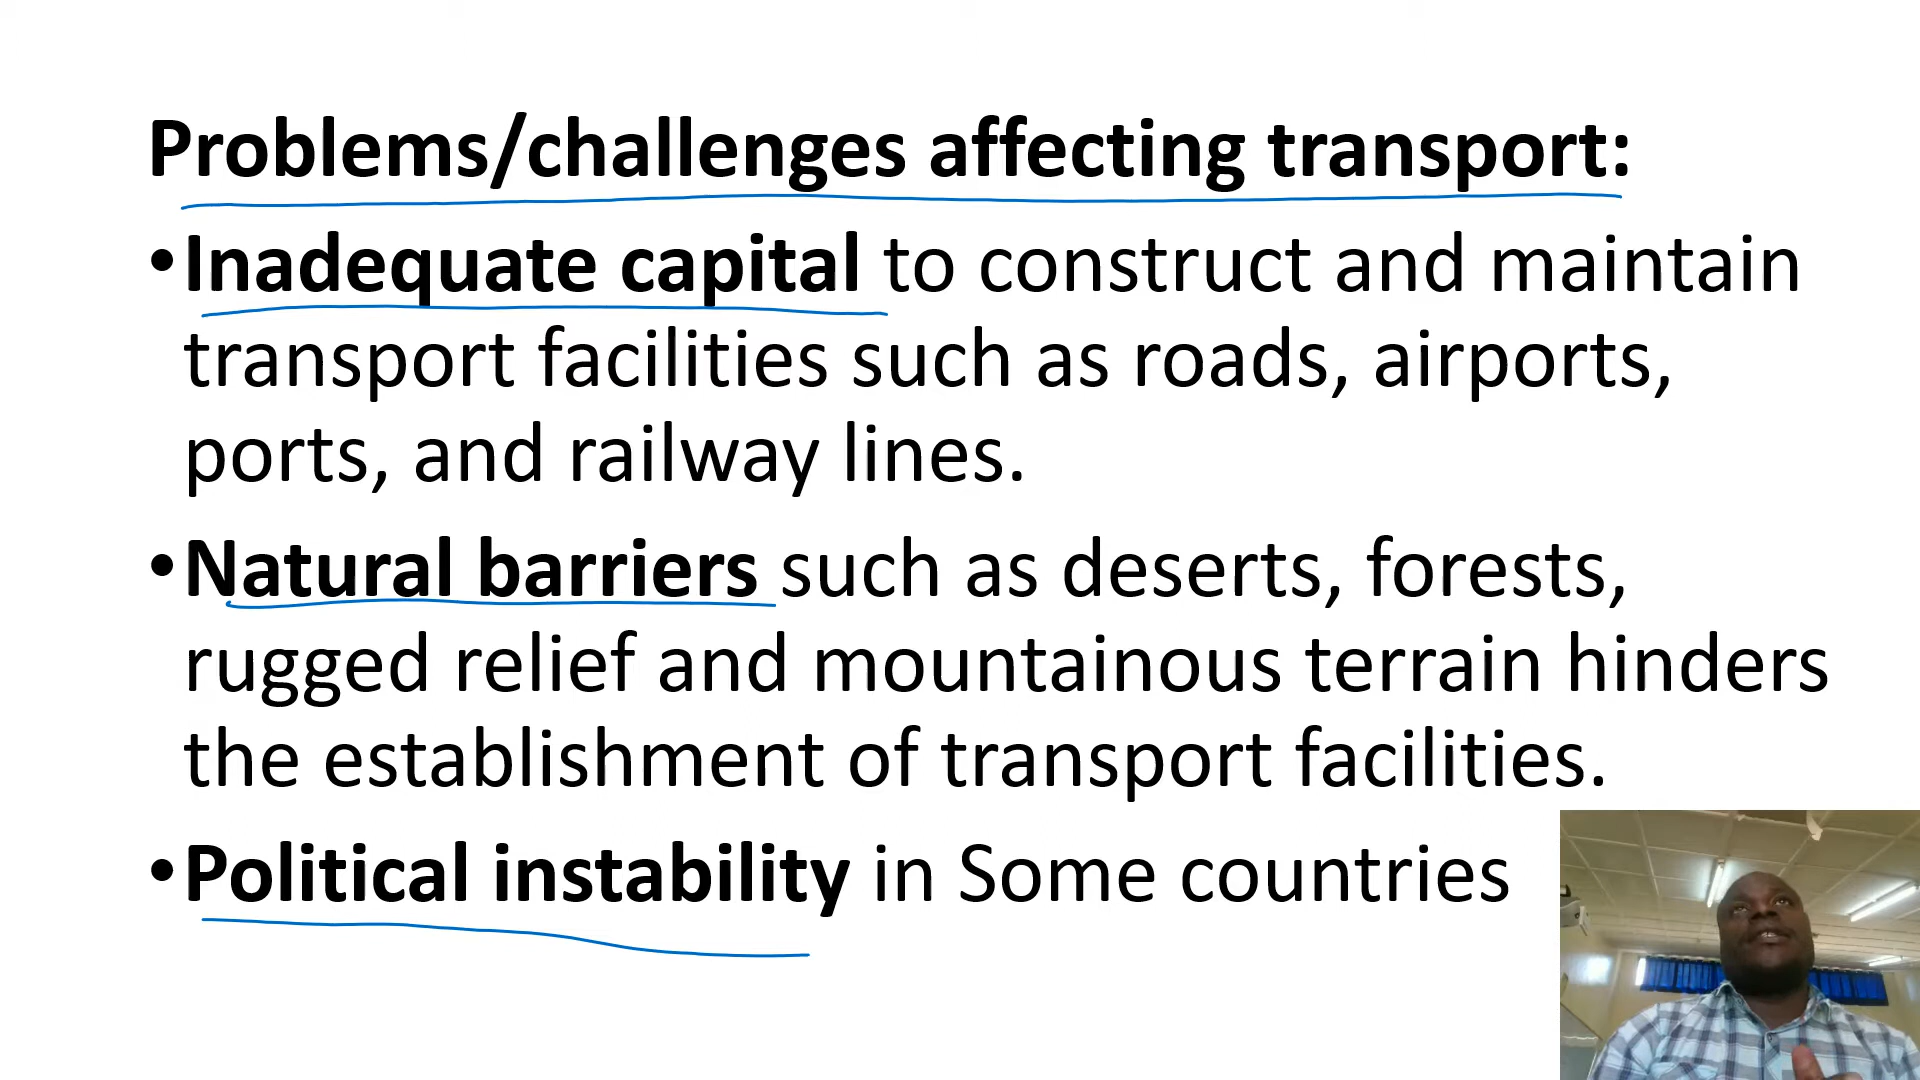 Problems/challenges affecting transport:
•Inadequate capital to construct and maintain
transport facilities such as roads, airports,
ports, and railway lines.
•Natural barriers such as deserts, forests,
rugged relief and mountainous terrain hinders
the establishment of transport facilities.
•Political instability in Some countries